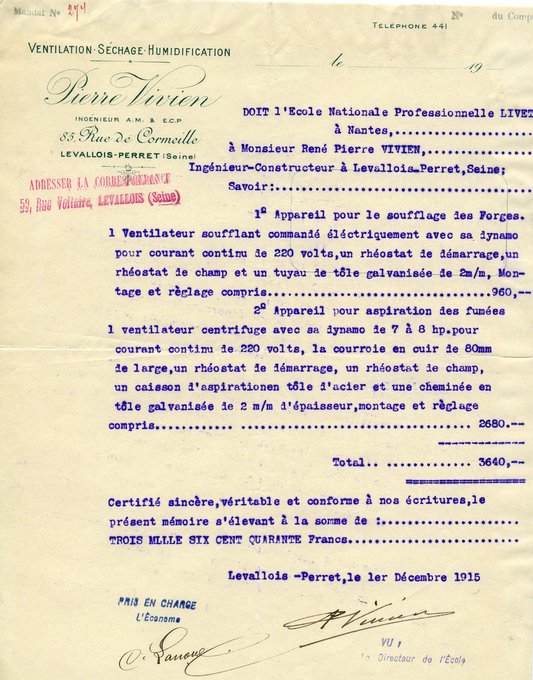 Mandat Nº 274
Nº du Comp
TÉLÉPHONE 441
VENTILATION-SÉCHAGE-HUMIDIFICATION
le 19
Pierre Vivien
INGÉNIEUR A.M. & E.C.P.
85, Rue de Cormeille
LEVALLOIS-PERRET (Seine)
ADRESSER LA CORRESPONDANCE
59, Rue Voltaire, LEVALLOIS (Seine)
DOIT l'Ecole Nationale Professionnelle LIVET
à Nantes,
à Monsieur René Pierre VIVIEN,
Ingénieur-Constructeur à Levallois-Perret,Seine;
Savoir:
1º Appareil pour le soufflage des Forges.
1 Ventilateur soufflant commandé éléctriquement avec sa dynamo
pour courant continu de 220 volts,un rhéostat de démarrage,un
rhéostat de champ et un tuyau de tôle galvanisée de 2m/m, Mon-
tage et règlage compris..............................960,--
2º Appareil pour aspiration des fumées
1 ventilateur centrifuge avec sa dynamo de 7 à 8 hp.pour
courant continu de 220 volts, la courroie en cuir de 80mm
de large,un rhéostat de démarrage, un rhéostat de champ,
un caisson d'aspirationen tôle d'acier et une cheminée en
tôle galvanisée de 2 m/m d'épaisseur,montage et règlage
compris............ .................. 2680.--
Total.. ............. 3640,--
Certifié sincère,véritable et conforme à nos écritures,le
présent mémoire s'élevant à la somme de :
TROIS MLLLE SIX CENT QUARANTE Francs
Levallois -Perret,le 1er Décembre 1915
PRIS EN CHARGE
L'Économe
VU :
Le Directeur de l'École